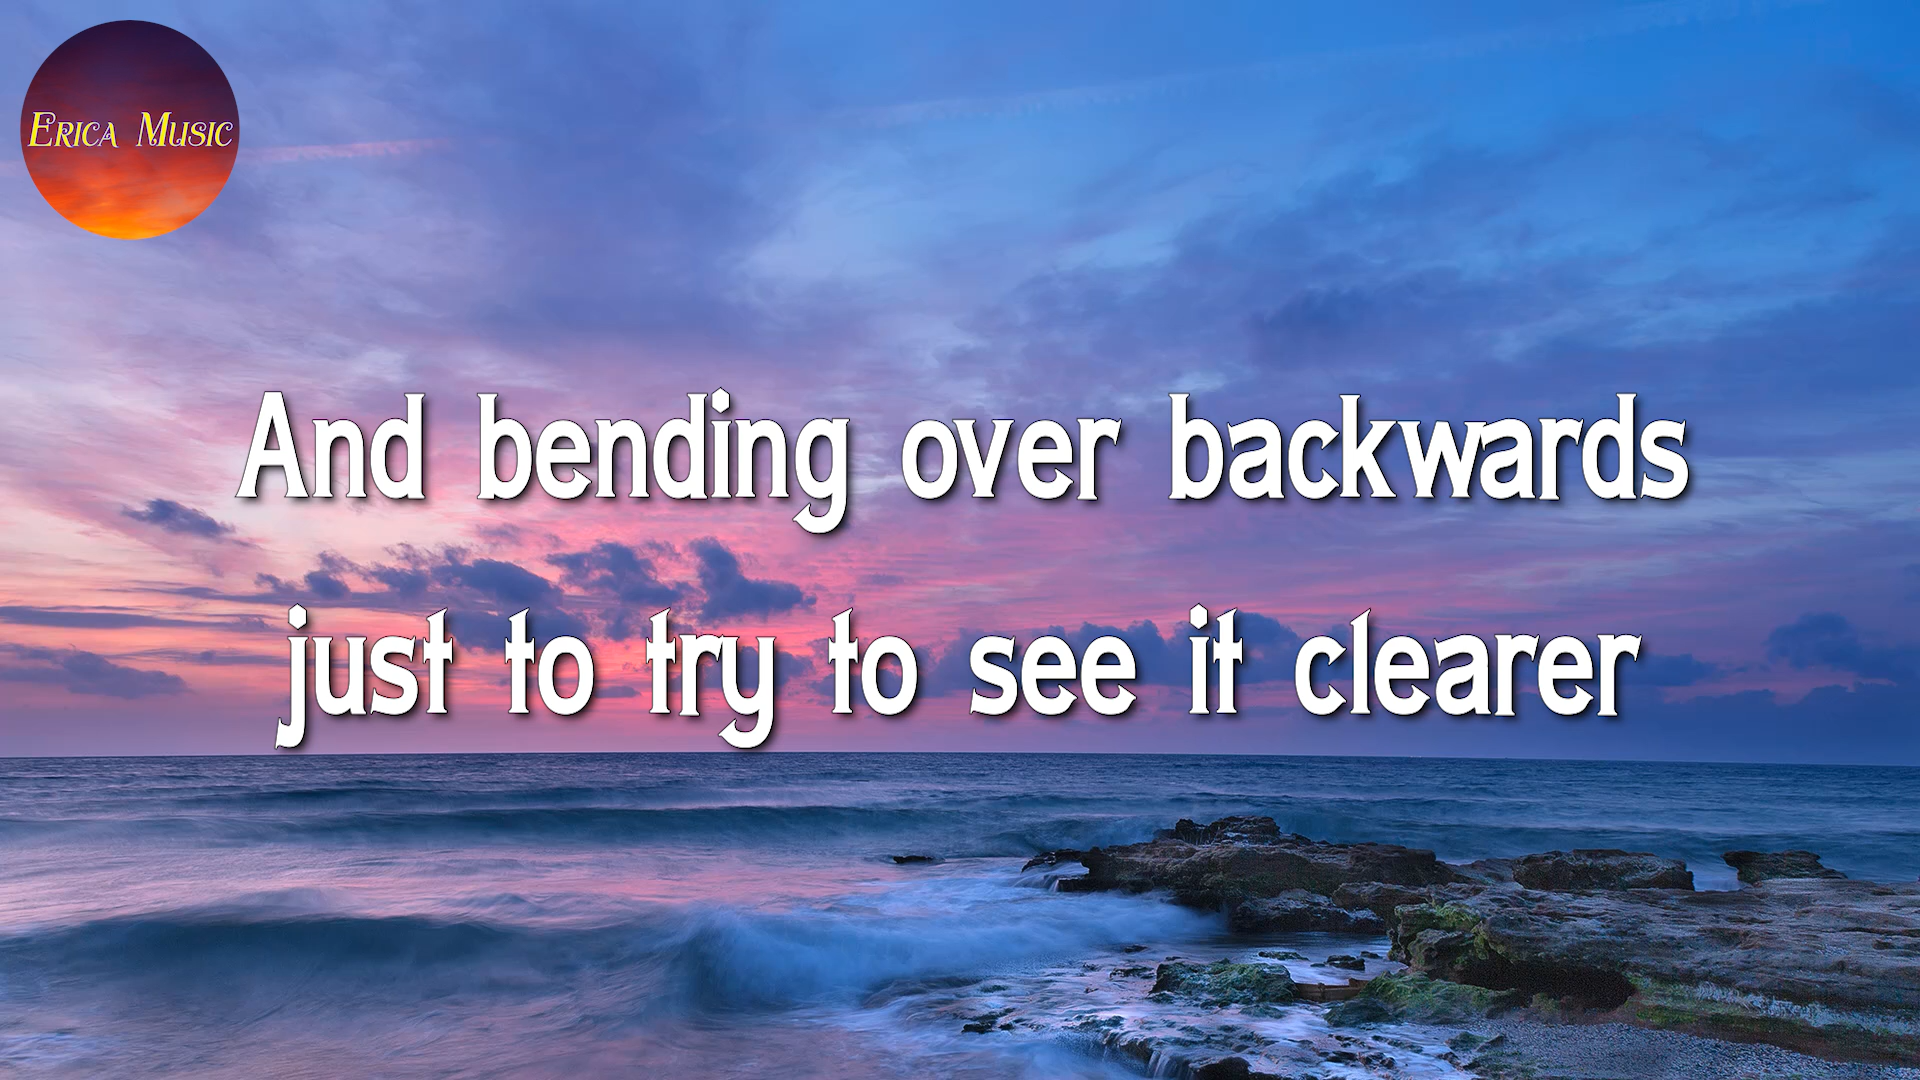 Erica Music
And bending over backwards
just to try to see it clearer